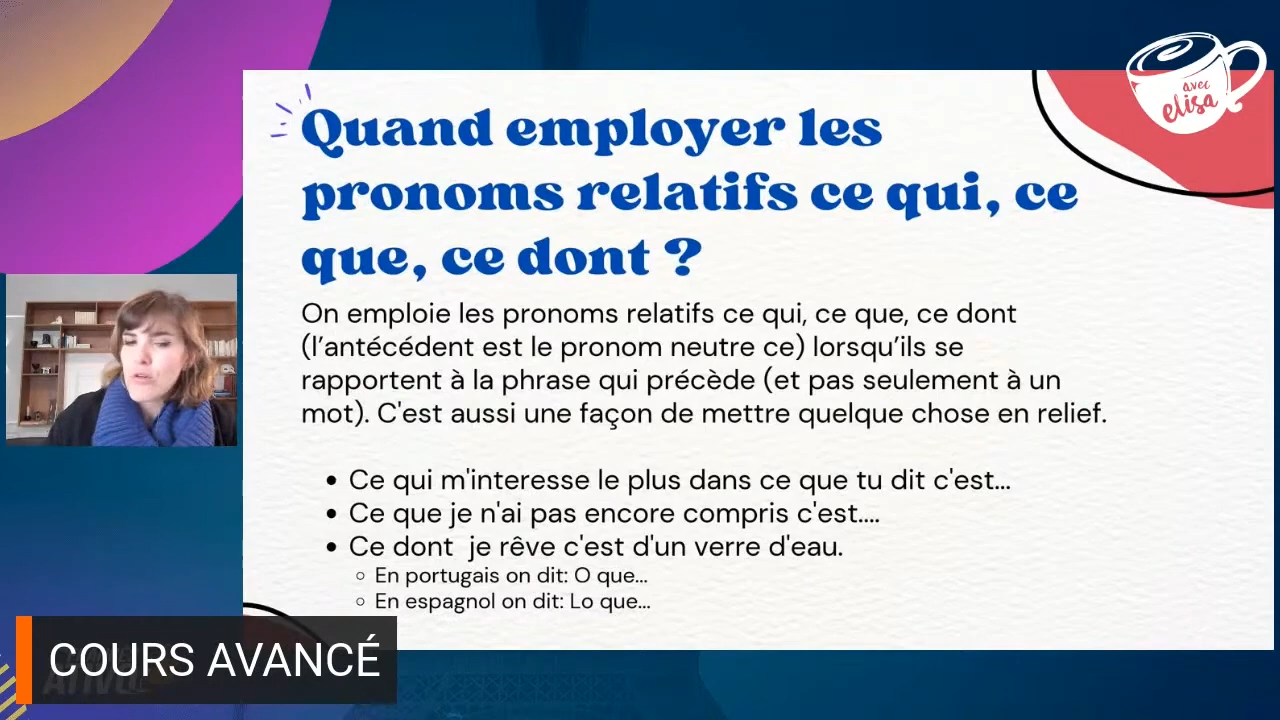 avec
elisa
Quand employer les
pronoms relatifs ce qui, ce
que, ce dont ?
On emploie les pronoms relatifs ce qui, ce que, ce dont
(l'antécédent est le pronom neutre ce) lorsqu'ils se
rapportent à la phrase qui précède (et pas seulement à un
mot). C'est aussi une façon de mettre quelque chose en relief.
Ce qui m'interesse le plus dans ce que tu dit c'est...
Ce que je n'ai pas encore compris c'est....
Ce dont je rêve c'est d'un verre d'eau.
En portugais on dit: O que...
En espagnol on dit: Lo que...
COURS AVANCÉ